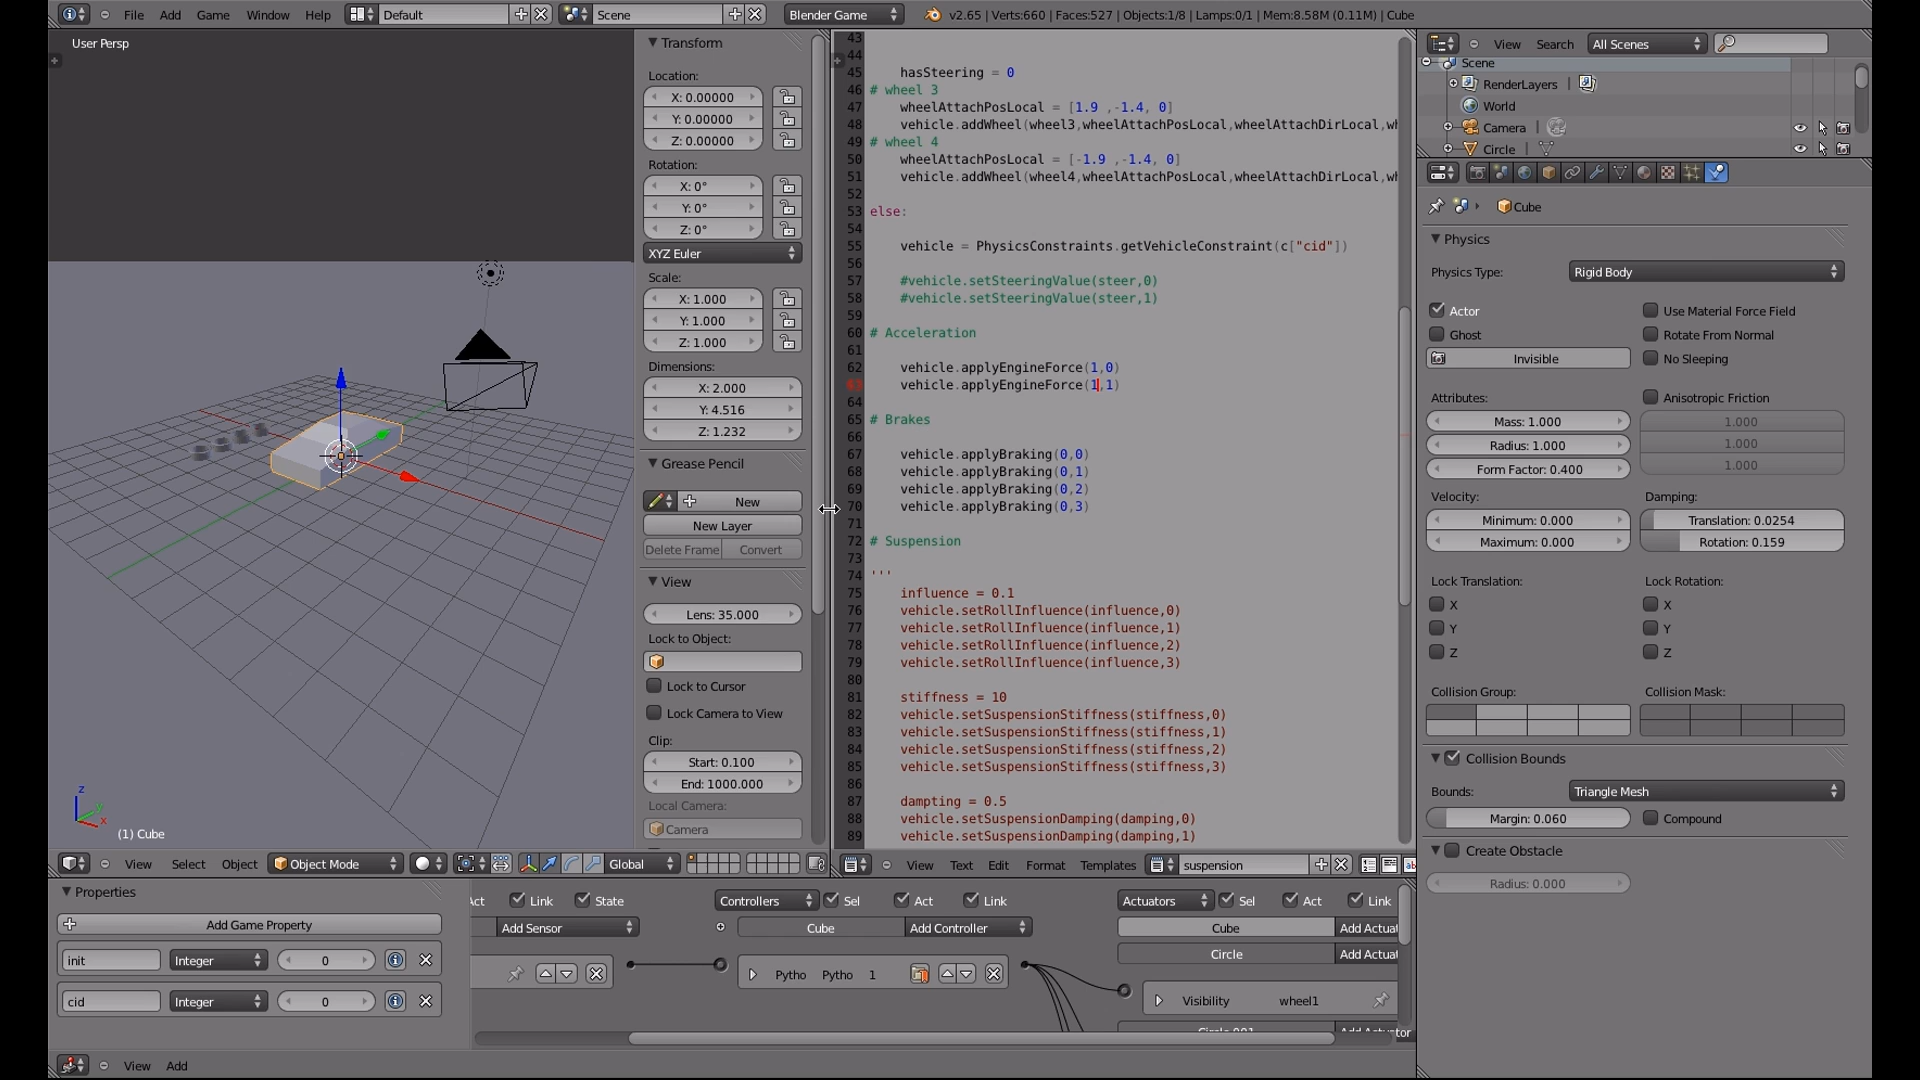 File Add Game Window Help Default Scene Blender Game v2.65 | Verts:660 | Faces:527 | Objects:1/8 | Lamps:0/1 | Mem:8.58M (0.11M) | Cube
User Persp
(1) Cube
View Select Object Object Mode Global
Transform
Location:
X: 0.00000
Y: 0.00000
Z: 0.00000
Rotation:
X: 0°
Y: 0°
Z: 0°
XYZ Euler
Scale:
X: 1.000
Y: 1.000
Z: 1.000
Dimensions:
X: 2.000
Y: 4.516
Z: 1.232
Grease Pencil
New
New Layer
Delete Frame Convert
View
Lens: 35.000
Lock to Object:
Lock to Cursor
Lock Camera to View
Clip:
Start: 0.100
End: 1000.000
Local Camera:
Camera
43
44
45 hasSteering = 0
46 # wheel 3
47 wheelAttachPosLocal = [1.9 ,-1.4, 0]
48 vehicle.addWheel(wheel3,wheelAttachPosLocal,wheelAttachDirLocal,wh
49 # wheel 4
50 wheelAttachPosLocal = [-1.9 ,-1.4, 0]
51 vehicle.addWheel(wheel4,wheelAttachPosLocal,wheelAttachDirLocal,wh
52
53 else:
54
55 vehicle = PhysicsConstraints.getVehicleConstraint(c["cid"])
56
57 #vehicle.setSteeringValue(steer,0)
58 #vehicle.setSteeringValue(steer,1)
59
60 # Acceleration
61
62 vehicle.applyEngineForce(1,0)
63 vehicle.applyEngineForce(1,1)
64
65 # Brakes
66
67 vehicle.applyBraking(0,0)
68 vehicle.applyBraking(0,1)
69 vehicle.applyBraking(0,2)
70 vehicle.applyBraking(0,3)
71
72 # Suspension
73
74 '''
75 influence = 0.1
76 vehicle.setRollInfluence(influence,0)
77 vehicle.setRollInfluence(influence,1)
78 vehicle.setRollInfluence(influence,2)
79 vehicle.setRollInfluence(influence,3)
80
81 stiffness = 10
82 vehicle.setSuspensionStiffness(stiffness,0)
83 vehicle.setSuspensionStiffness(stiffness,1)
84 vehicle.setSuspensionStiffness(stiffness,2)
85 vehicle.setSuspensionStiffness(stiffness,3)
86
87 dampting = 0.5
88 vehicle.setSuspensionDamping(damping,0)
89 vehicle.setSuspensionDamping(damping,1)
View Text Edit Format Templates suspension
View Search All Scenes
Scene
RenderLayers
World
Camera
Circle
Cube
Physics
Physics Type: Rigid Body
Actor Use Material Force Field
Ghost Rotate From Normal
Invisible No Sleeping
Attributes: Anisotropic Friction
Mass: 1.000 1.000
Radius: 1.000 1.000
Form Factor: 0.400 1.000
Velocity: Damping:
Minimum: 0.000 Translation: 0.0254
Maximum: 0.000 Rotation: 0.159
Lock Translation: Lock Rotation:
X X
Y Y
Z Z
Collision Group: Collision Mask:
Collision Bounds
Bounds: Triangle Mesh
Margin: 0.060 Compound
Create Obstacle
Radius: 0.000
Properties
Add Game Property
init Integer 0
cid Integer 0
Act Link State Controllers Sel Act Link Actuators Sel Act Link
Add Sensor Cube Add Controller Cube Add Actuat
Circle Add Actuat
Pytho Pytho 1 Visibility wheel1
Circle.001 Add Actuator
View Add